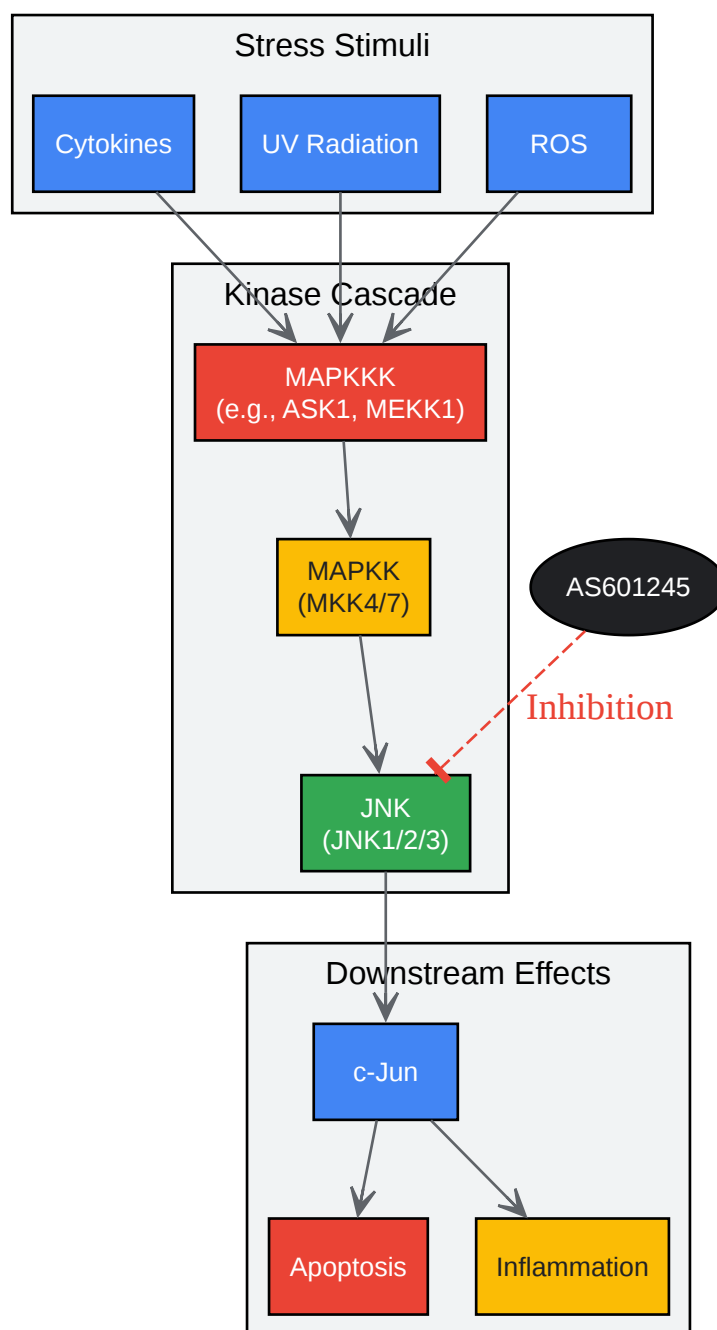 Stress Stimuli
Cytokines
UV Radiation
ROS
Kinase Cascade
MAPKKK
(e.g., ASK1, MEKK1)
MAPKK
(MKK4/7)
AS601245
Inhibition
JNK
(JNK1/2/3)
Downstream Effects
c-Jun
Apoptosis
Inflammation